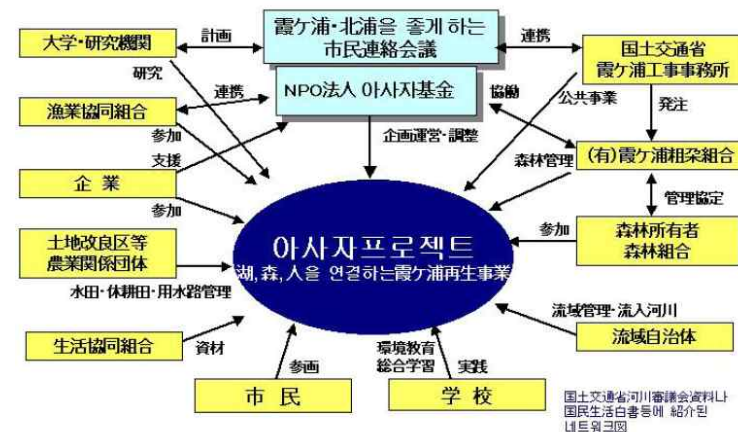 霞ケ浦・北浦을 좋게 하는
市民連絡会議
大学・研究機関
計画
連携
国土交通省
霞ケ浦工事事務所
研究
NPO法人 아사자基金
連携
協働
公共事業
発注
漁業協同組合
参加
企画運営・調整
支援
森林管理
(有)霞ケ浦粗朶組合
企業
参加
管理協定
아사자프로젝트
湖, 森, 人을 연결하는霞ケ浦再生事業
参加
森林所有者
森林組合
土地改良区等
農業関係団体
水田・休耕田・用水路管理
流域管理・流入河川
生活協同組合
資材
流域自治体
参画
環境教育
総合学習
実践
市民
学校
国土交通省河川審議会資料나
国民生活白書등에 紹介된
네트워크図